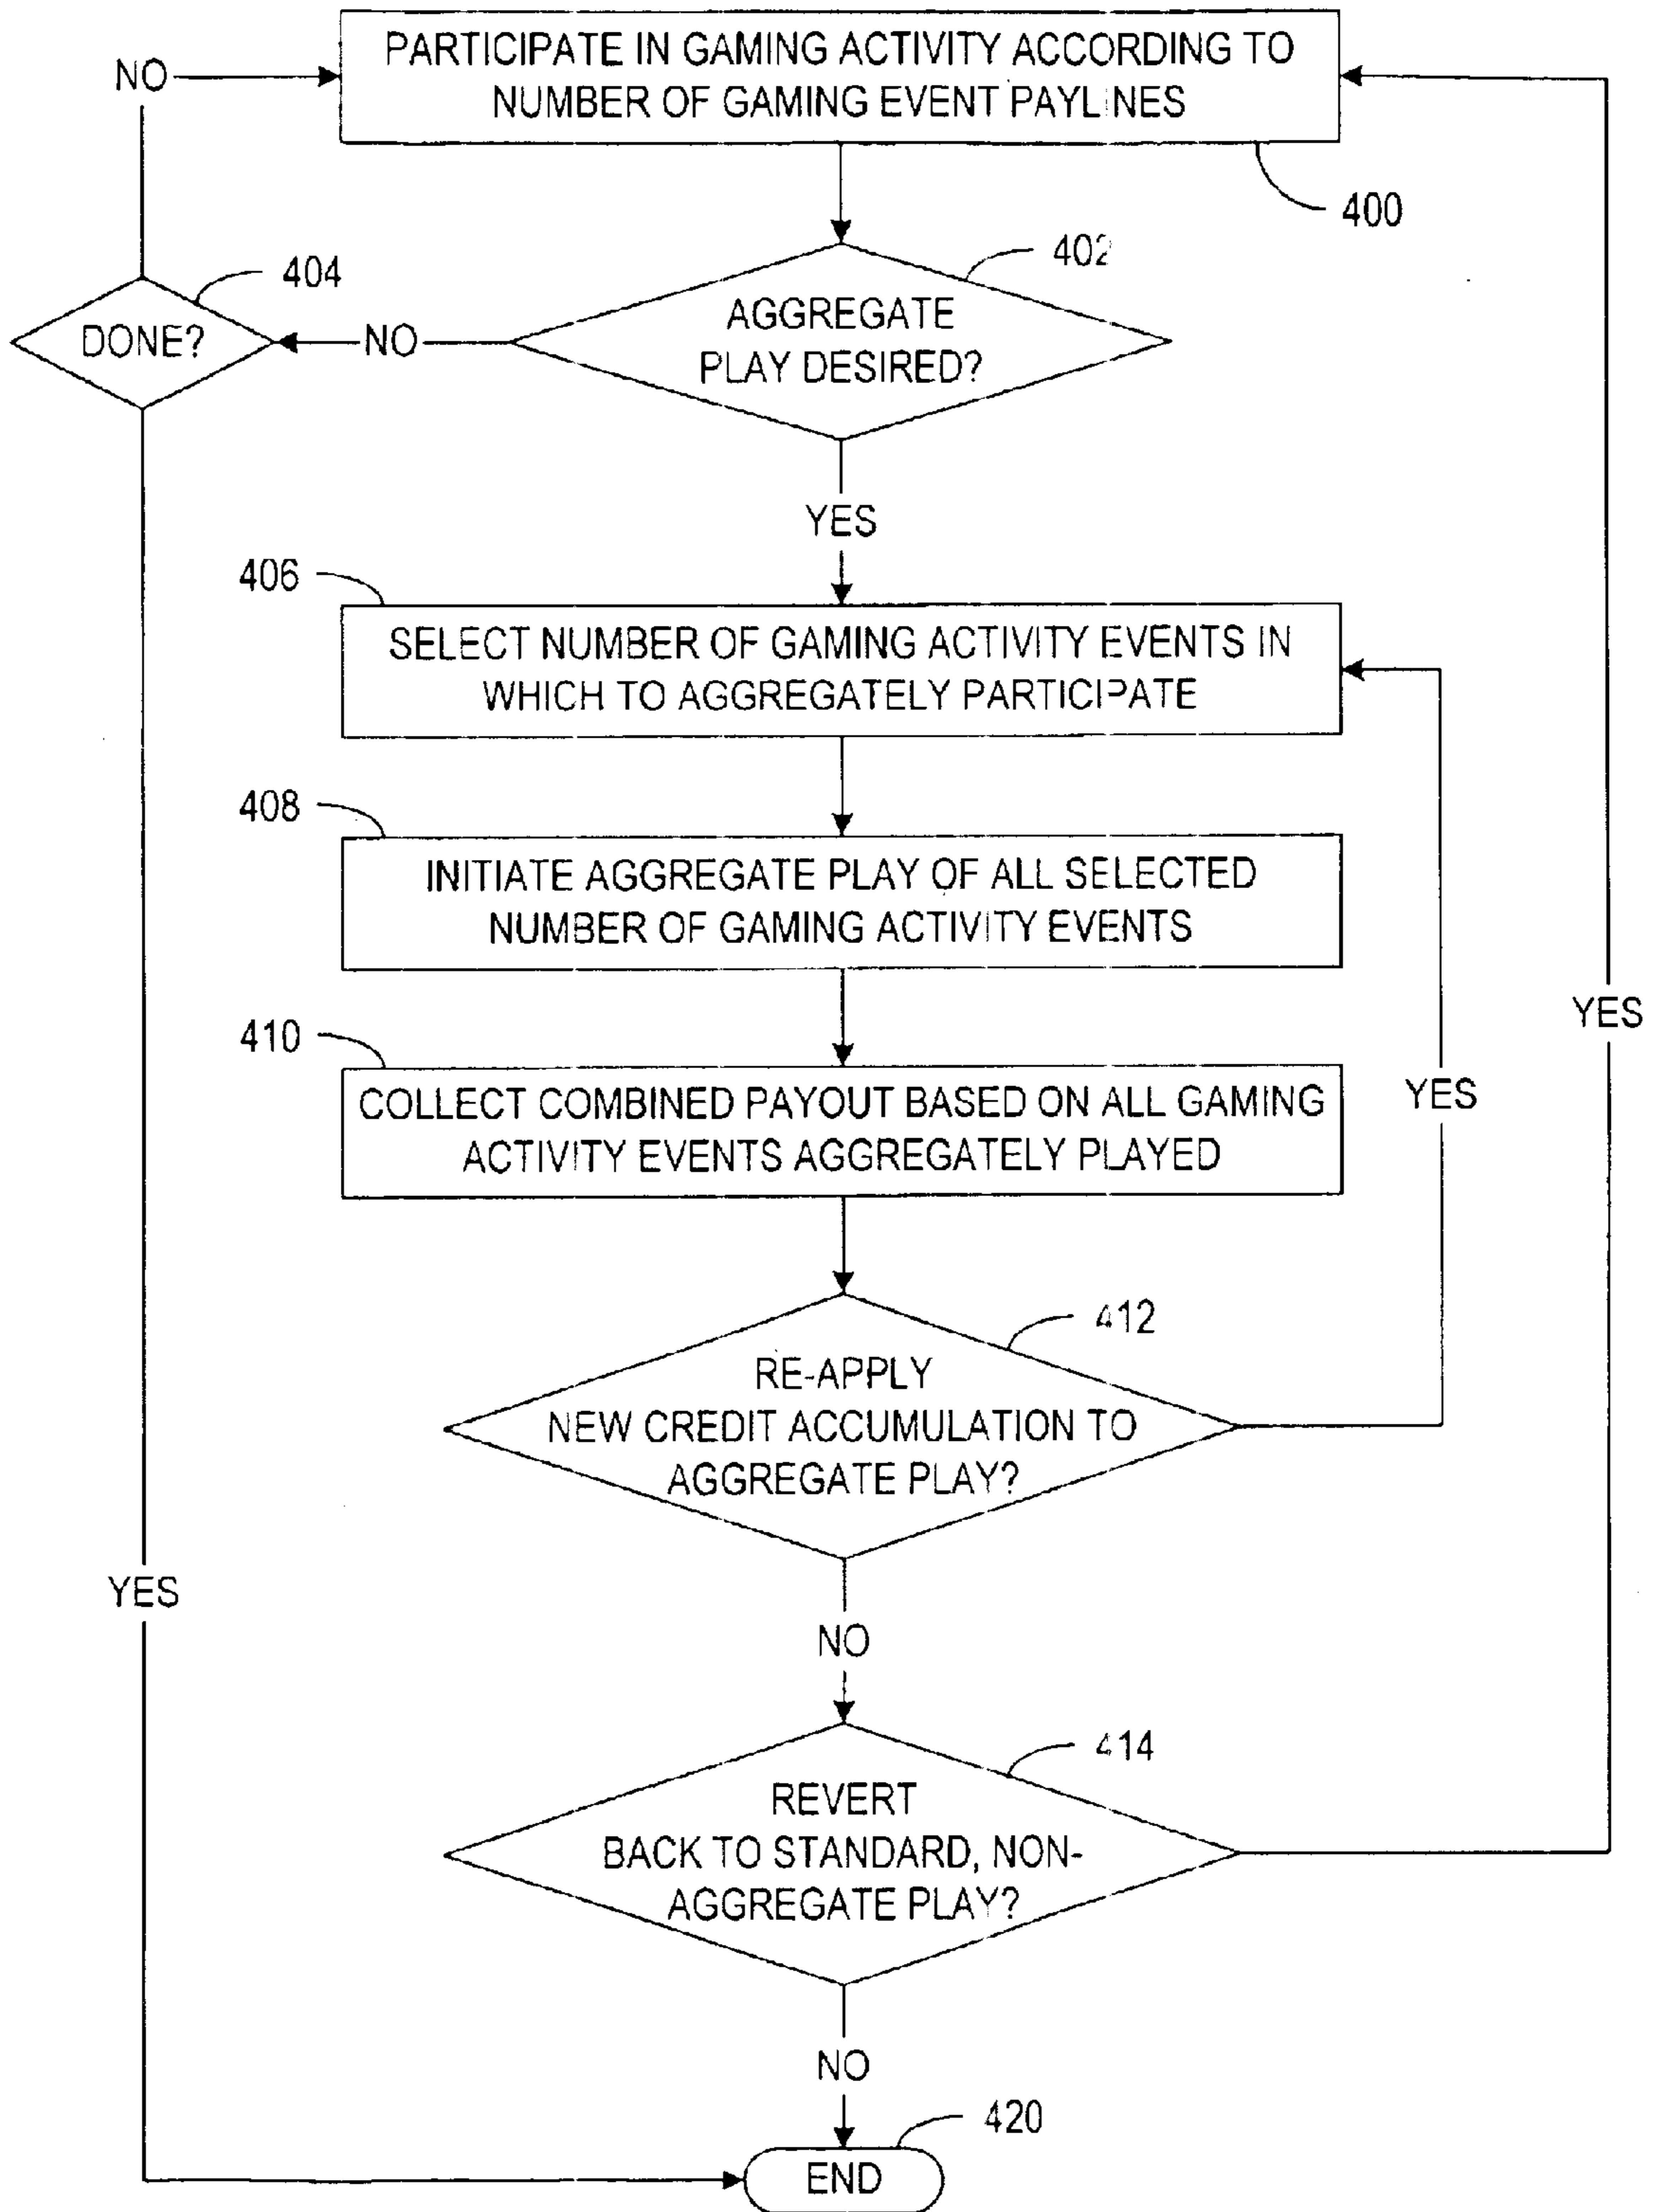 PARTICIPATE IN GAMING ACTIVITY ACCORDING TO
NUMBER OF GAMING EVENT PAYLINES
NO
400
402
404
AGGREGATE
PLAY DESIRED?
NO
DONE?
YES
406
SELECT NUMBER OF GAMING ACTIVITY EVENTS IN
WHICH TO AGGREGATELY PARTICIPATE
408
INITIATE AGGREGATE PLAY OF ALL SELECTED
NUMBER OF GAMING ACTIVITY EVENTS
YES
410
COLLECT COMBINED PAYOUT BASED ON ALL GAMING
ACTIVITY EVENTS AGGREGATELY PLAYED
YES
412
RE-APPLY
NEW CREDIT ACCUMULATION TO
AGGREGATE PLAY?
YES
NO
414
REVERT
BACK TO STANDARD, NON-
AGGREGATE PLAY?
NO
420
END